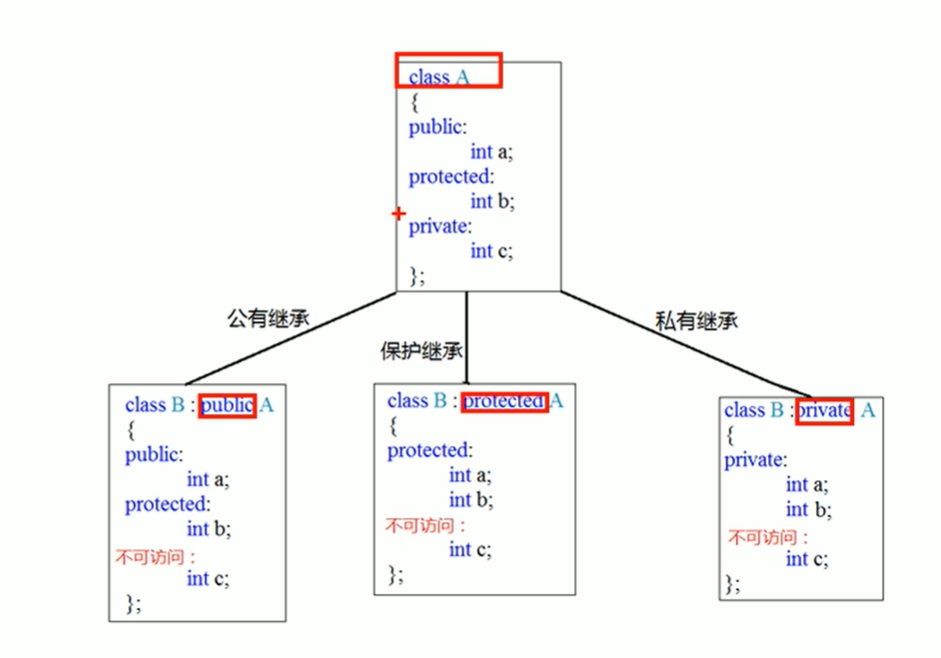 class A
{
public:
int a;
protected:
int b;
private:
int c;
};
公有继承
保护继承
私有继承
class B : public A
{
public:
int a;
protected:
int b;
不可访问：
int c;
};
class B : protected A
{
protected:
int a;
int b;
不可访问：
int c;
};
class B : private A
{
private:
int a;
int b;
不可访问：
int c;
};